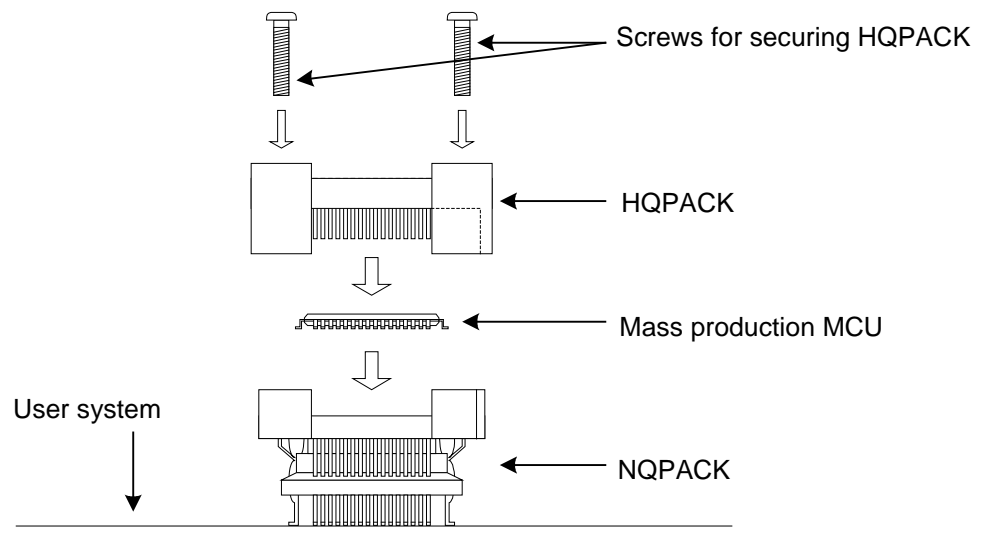 Screws for securing HQPACK
HQPACK
Mass production MCU
User system
NQPACK